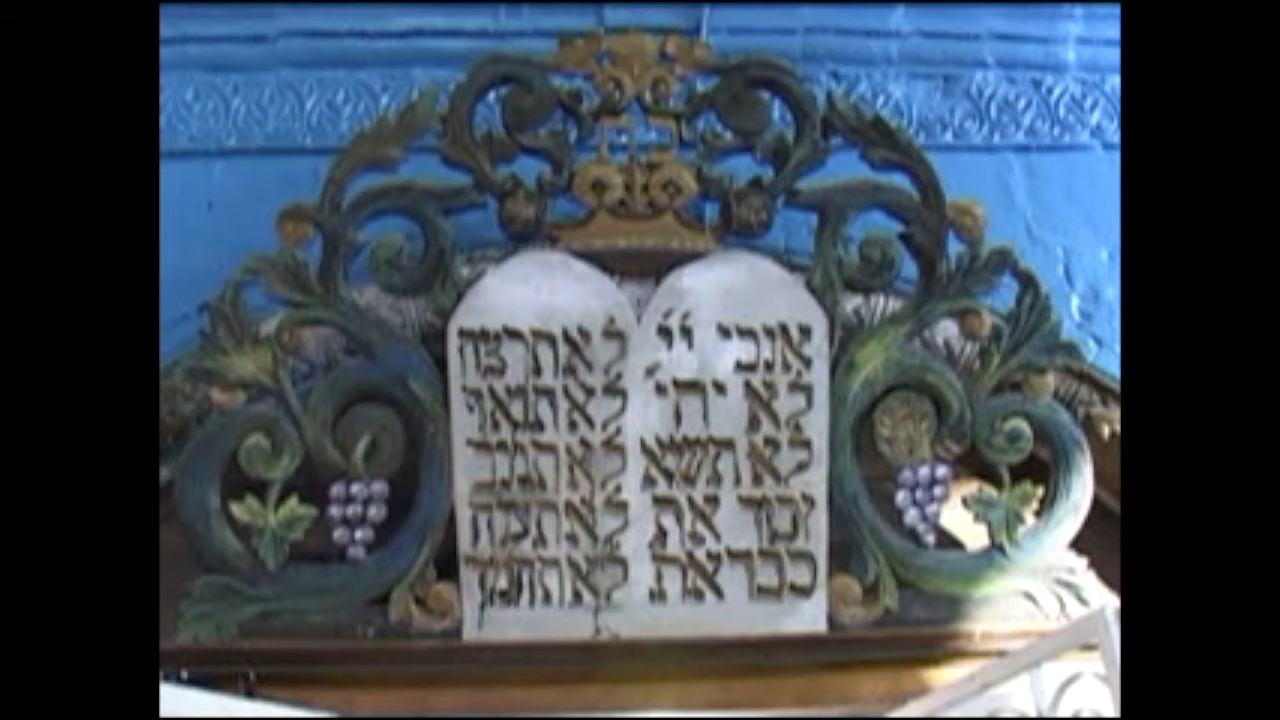 אנכי יי
לא יהי
לא תשא
זכור את
כבד את
לא תרצח
לא תנאף
לא תגנב
לא תענה
לא תחמד